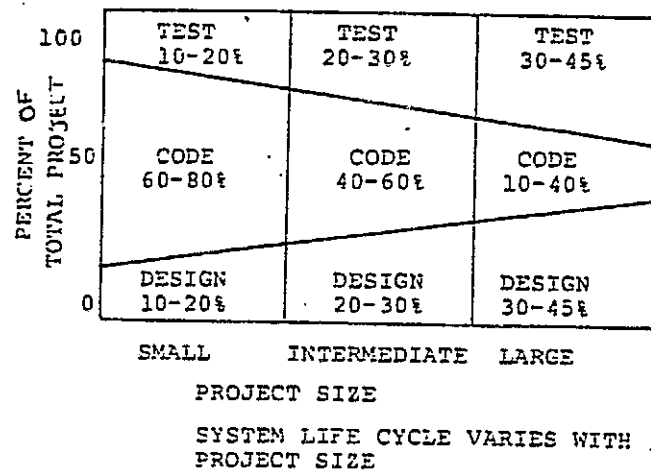 100
50
0
PERCENT OF
TOTAL PROJECT
TEST
10-20%
TEST
20-30%
TEST
30-45%
CODE
60-80%
CODE
40-60%
CODE
10-40%
DESIGN
10-20%
DESIGN
20-30%
DESIGN
30-45%
SMALL INTERMEDIATE LARGE
PROJECT SIZE
SYSTEM LIFE CYCLE VARIES WITH
PROJECT SIZE